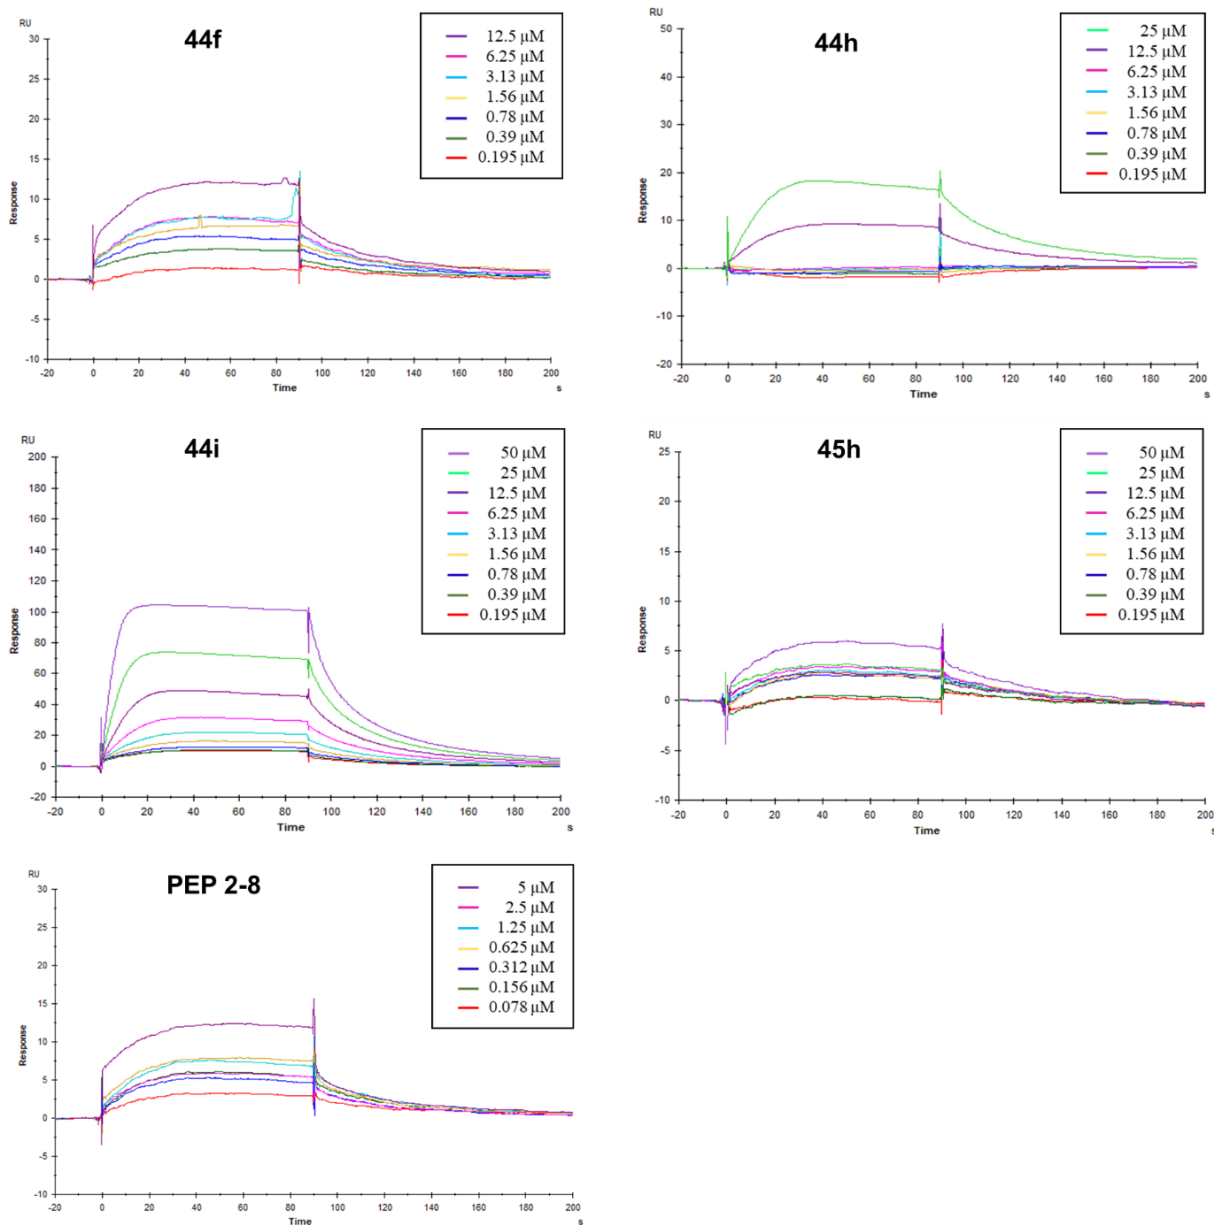 RU
44f
30
25
20
15
10
5
0
-5
-10
Response
-20 0 20 40 60 80 100 120 140 160 180 200
Time
s
12.5 µM
6.25 µM
3.13 µM
1.56 µM
0.78 µM
0.39 µM
0.195 µM
RU
44h
50
40
30
20
10
0
-10
-20
Response
-20 0 20 40 60 80 100 120 140 160 180 200
Time
s
25 µM
12.5 µM
6.25 µM
3.13 µM
1.56 µM
0.78 µM
0.39 µM
0.195 µM
RU
44i
200
180
160
140
120
100
80
60
40
20
0
-20
Response
-20 0 20 40 60 80 100 120 140 160 180 200
Time
s
50 µM
25 µM
12.5 µM
6.25 µM
3.13 µM
1.56 µM
0.78 µM
0.39 µM
0.195 µM
RU
45h
25
20
15
10
5
0
-5
-10
Response
-20 0 20 40 60 80 100 120 140 160 180 200
Time
s
50 µM
25 µM
12.5 µM
6.25 µM
3.13 µM
1.56 µM
0.78 µM
0.39 µM
0.195 µM
RU
PEP 2-8
30
25
20
15
10
5
0
-5
-10
Response
-20 0 20 40 60 80 100 120 140 160 180 200
Time
s
5 µM
2.5 µM
1.25 µM
0.625 µM
0.312 µM
0.156 µM
0.078 µM